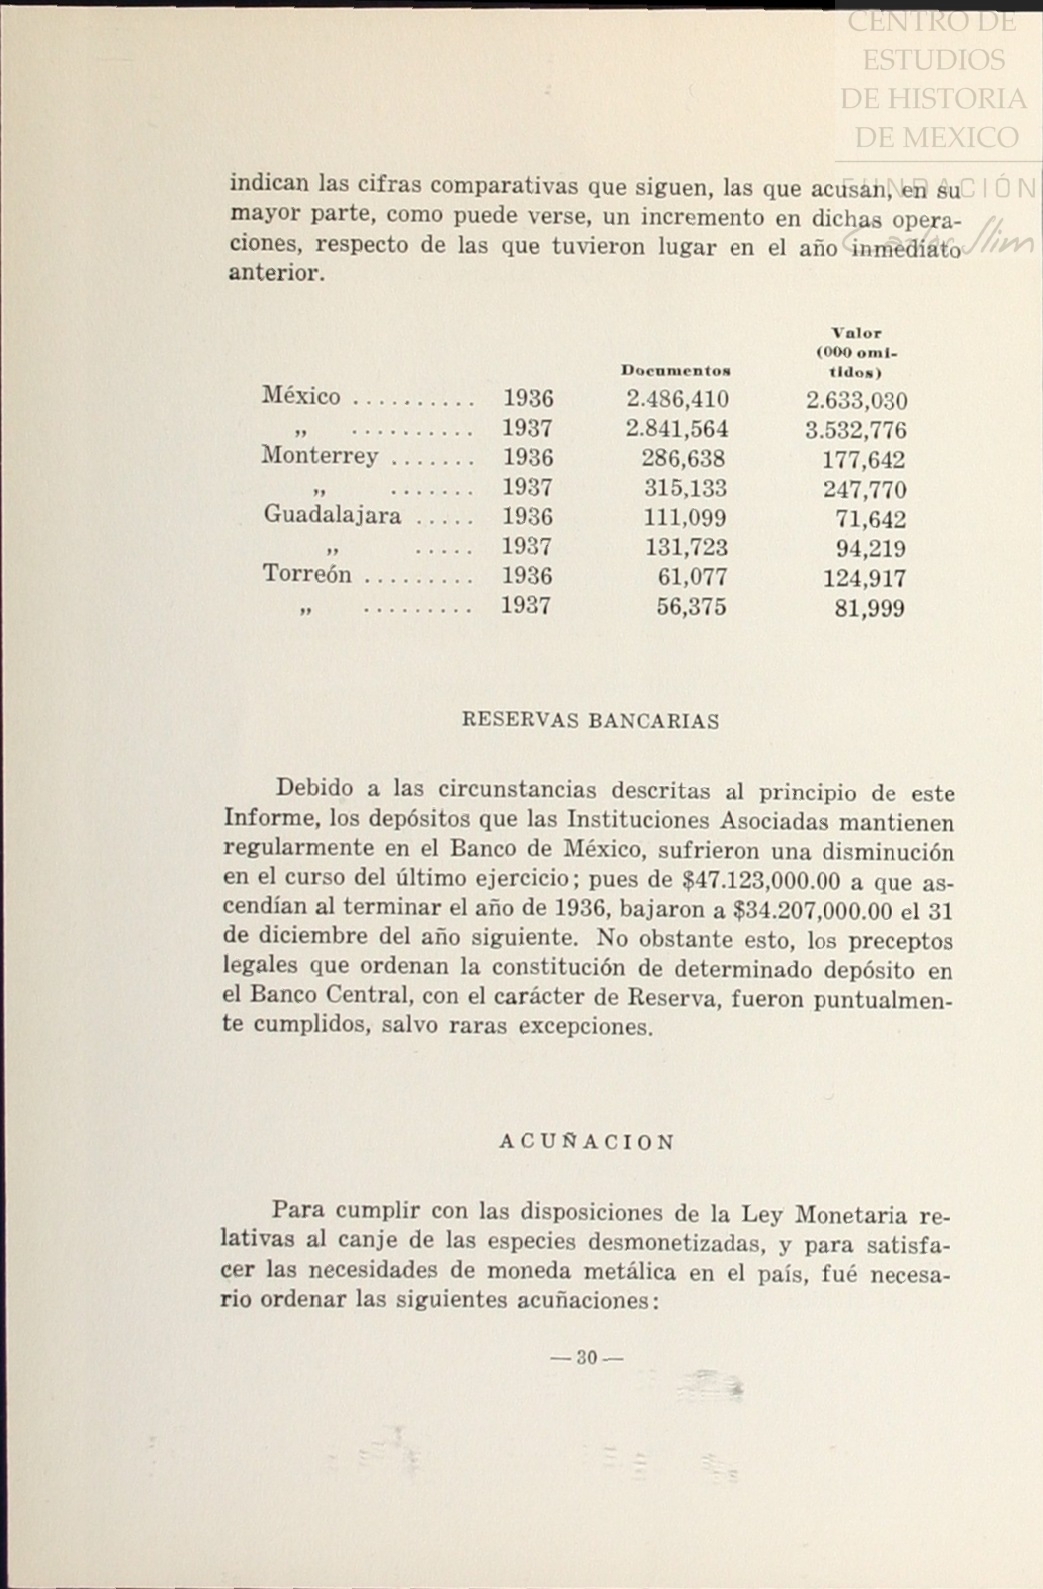 CENTRO DE
ESTUDIOS
DE HISTORIA
DE MEXICO
FUNDACIÓN
Carlos Slim
indican las cifras comparativas que siguen, las que acusan, en su
mayor parte, como puede verse, un incremento en dichas opera-
ciones, respecto de las que tuvieron lugar en el año inmediato
anterior.
Documentos Valor (000 omi-
tidos)
México .......... 1936 2.486,410 2.633,030
„ .......... 1937 2.841,564 3.532,776
Monterrey ....... 1936 286,638 177,642
„ ....... 1937 315,133 247,770
Guadalajara ..... 1936 111,099 71,642
„ ..... 1937 131,723 94,219
Torreón ......... 1936 61,077 124,917
„ ......... 1937 56,375 81,999
RESERVAS BANCARIAS
Debido a las circunstancias descritas al principio de este
Informe, los depósitos que las Instituciones Asociadas mantienen
regularmente en el Banco de México, sufrieron una disminución
en el curso del último ejercicio; pues de $47.123,000.00 a que as-
cendían al terminar el año de 1936, bajaron a $34.207,000.00 el 31
de diciembre del año siguiente. No obstante esto, los preceptos
legales que ordenan la constitución de determinado depósito en
el Banco Central, con el carácter de Reserva, fueron puntualmen-
te cumplidos, salvo raras excepciones.
ACUÑACION
Para cumplir con las disposiciones de la Ley Monetaria re-
lativas al canje de las especies desmonetizadas, y para satisfa-
cer las necesidades de moneda metálica en el país, fué necesa-
rio ordenar las siguientes acuñaciones:
— 30 —